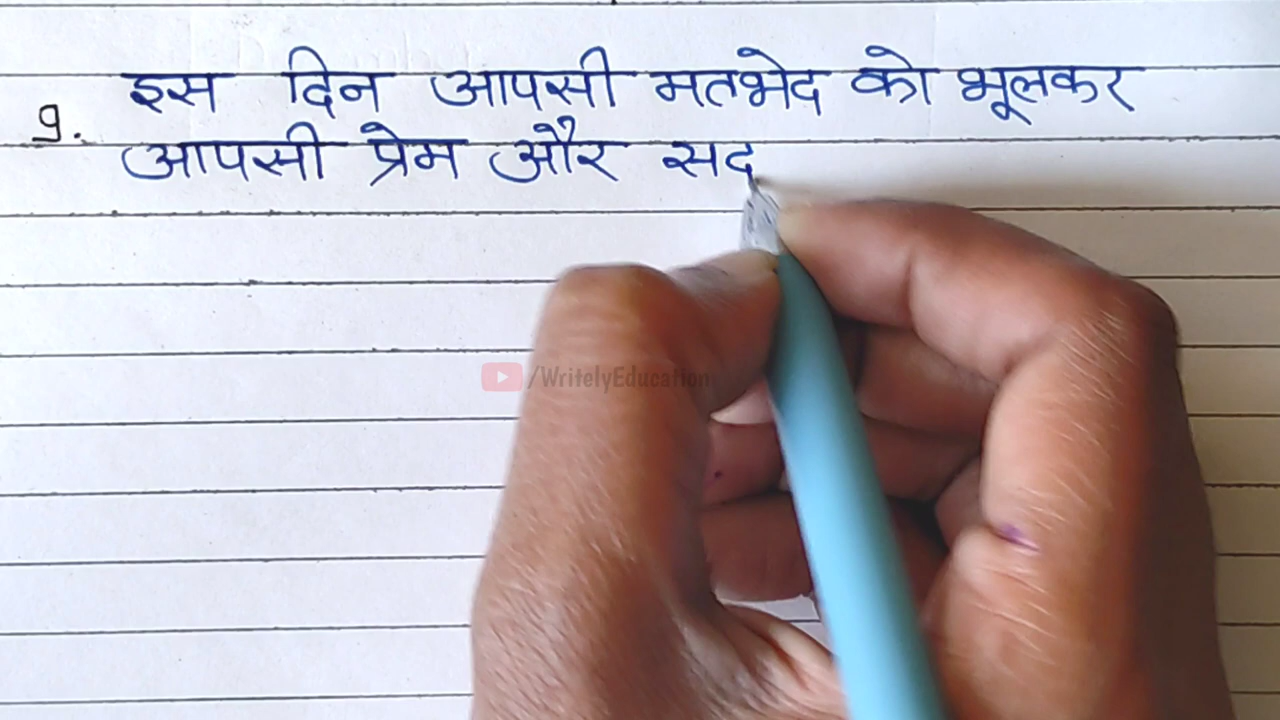 9. इस दिन आपसी मतभेद को भूलकर
आपसी प्रेम और सद
/WritelyEducation